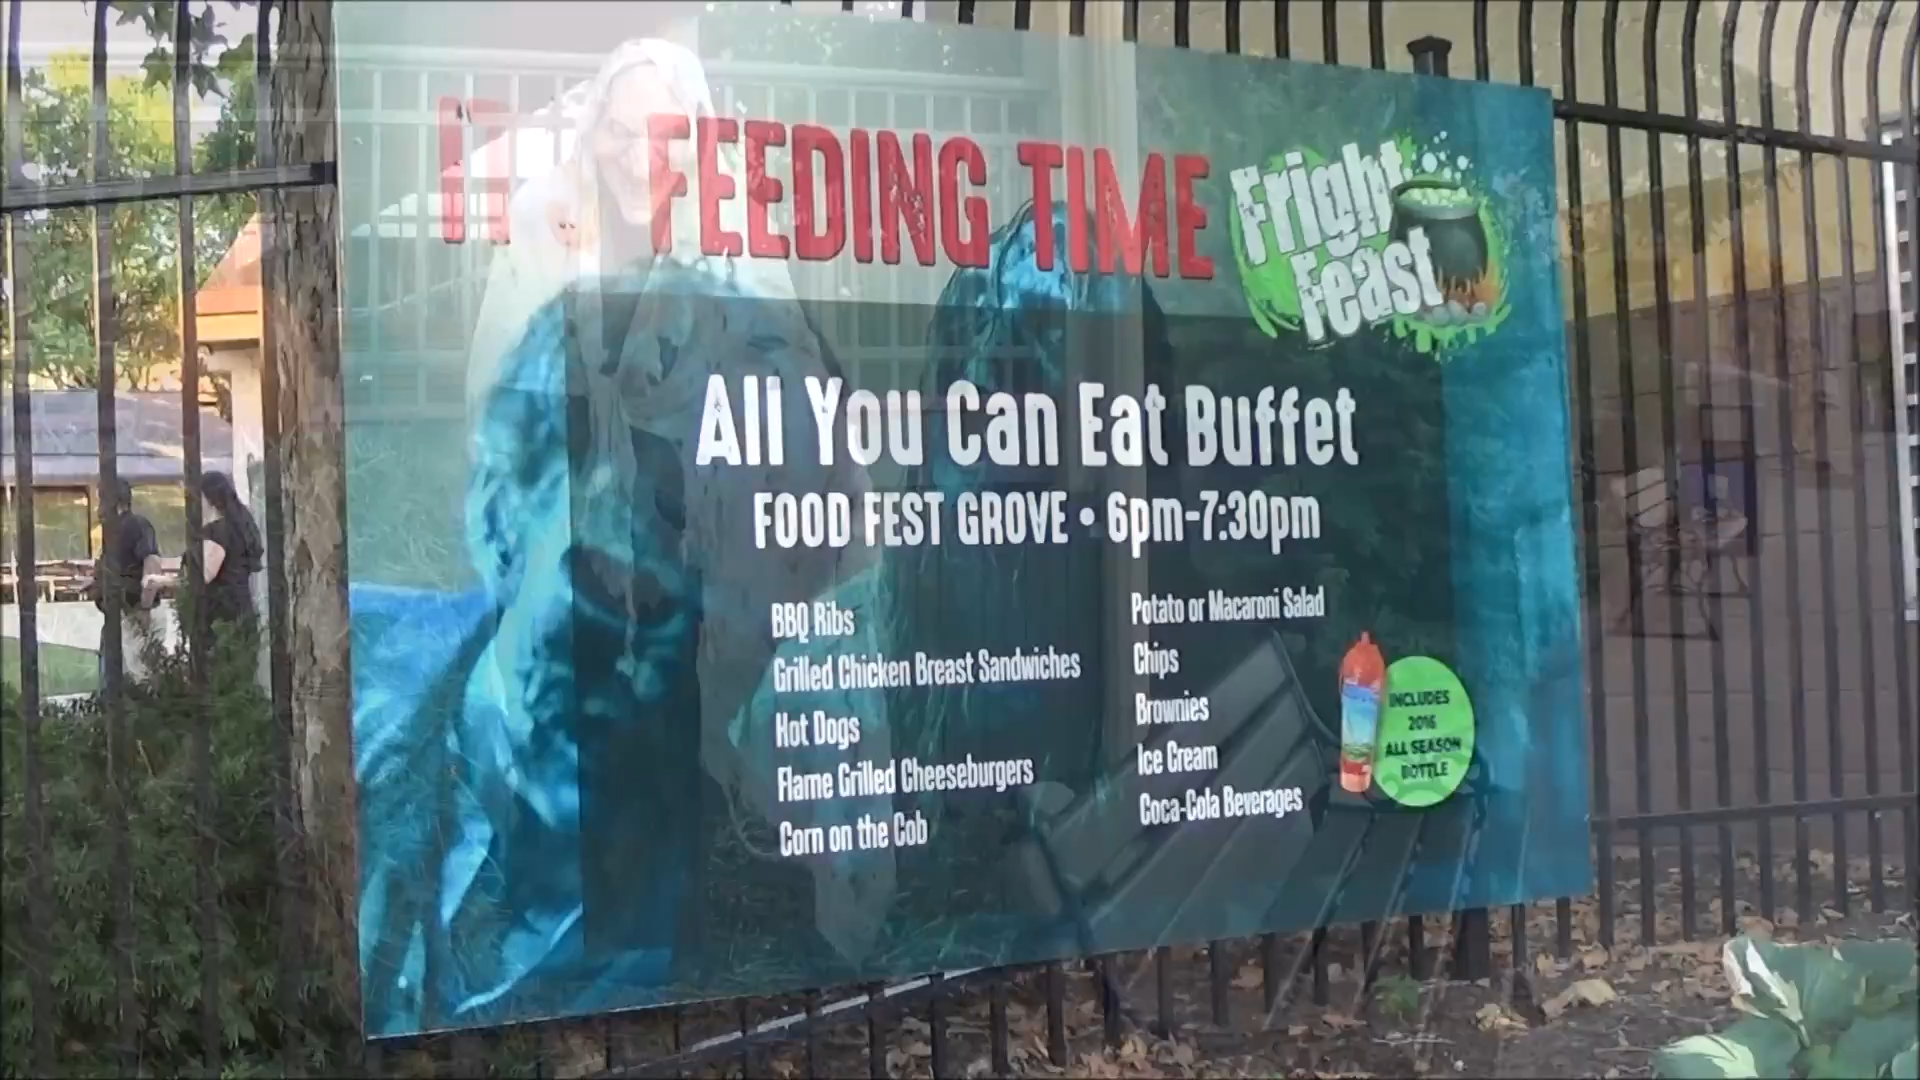 IT FEEDING TIME
Fright
Feast
All You Can Eat Buffet
FOOD FEST GROVE • 6pm-7:30pm
BBQ Ribs
Grilled Chicken Breast Sandwiches
Hot Dogs
Flame Grilled Cheeseburgers
Corn on the Cob
Potato or Macaroni Salad
Chips
Brownies
Ice Cream
Coca-Cola Beverages
INCLUDES
2016
ALL SEASON
BOTTLE